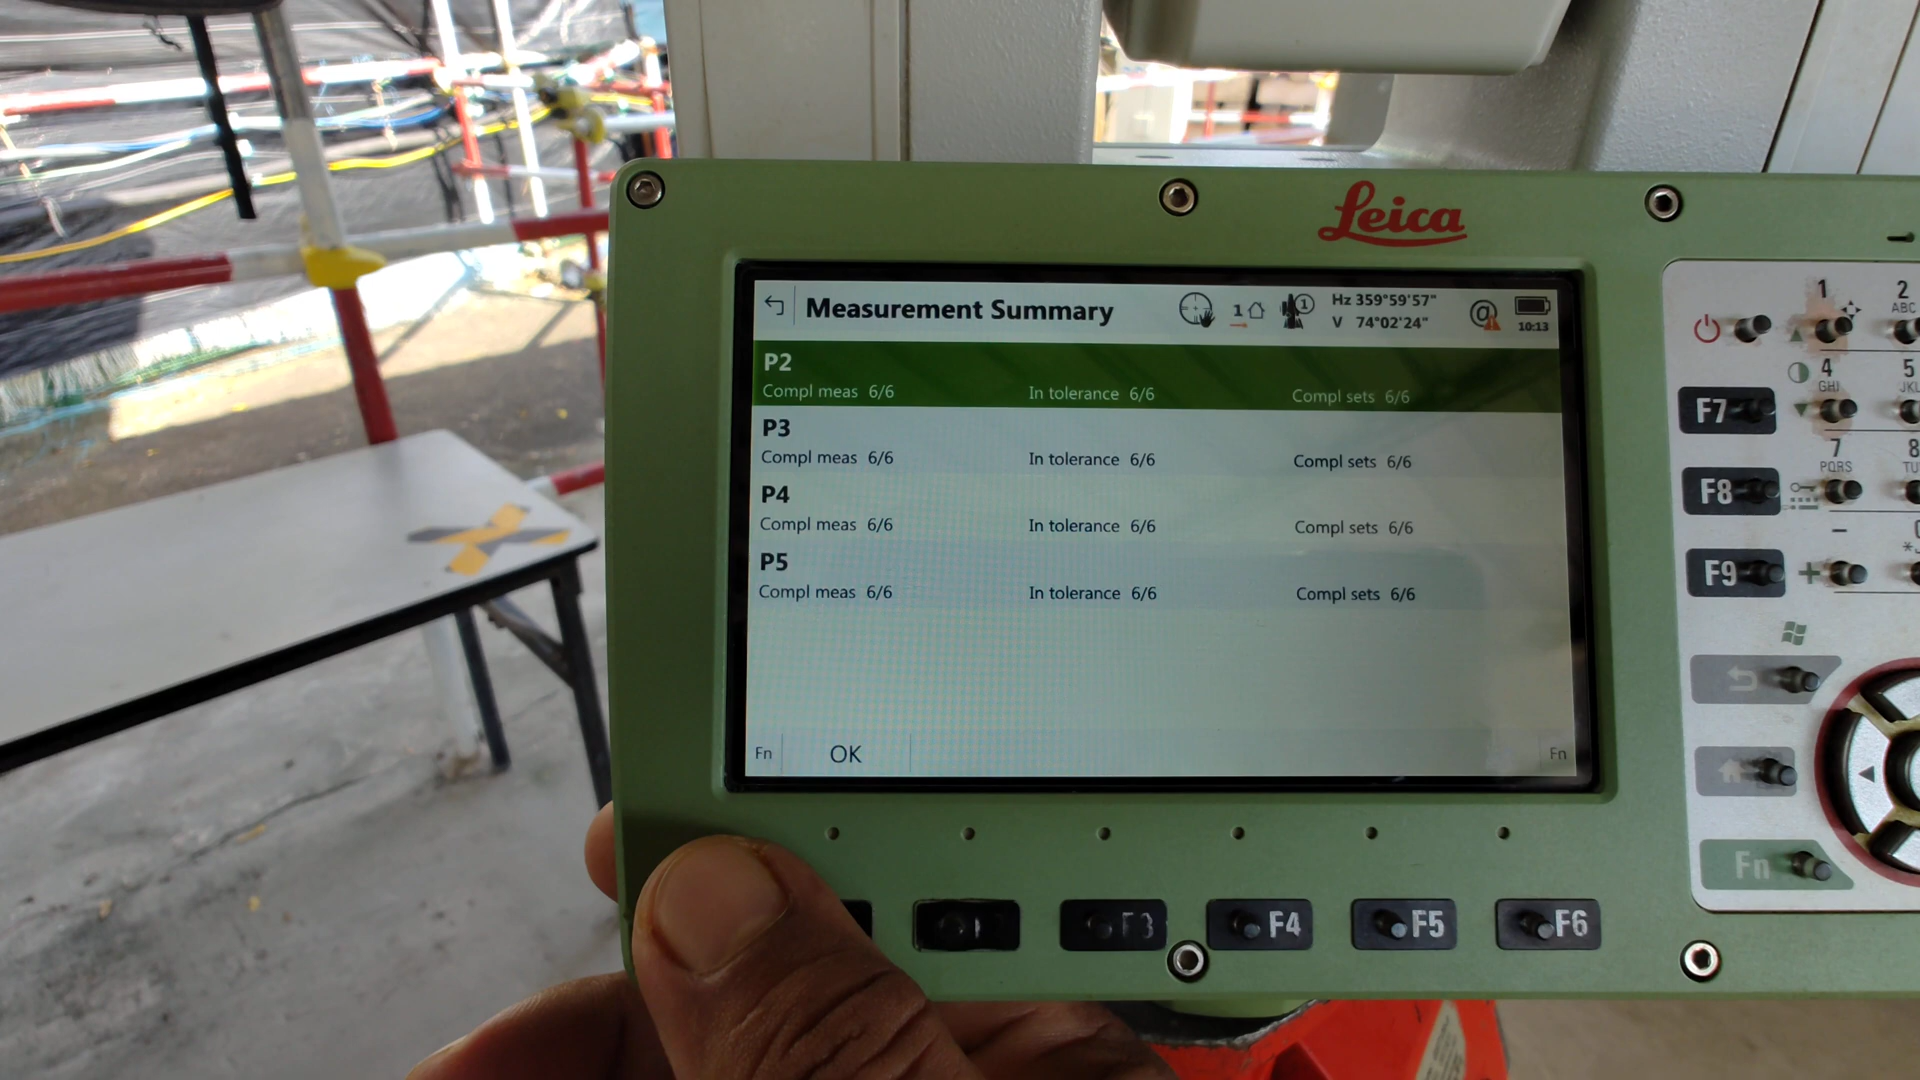 Leica
Measurement Summary
1
1
Hz 359°59'57"
V 74°02'24"
@
10:13
P2
Compl meas 6/6 In tolerance 6/6 Compl sets 6/6
P3
Compl meas 6/6 In tolerance 6/6 Compl sets 6/6
P4
Compl meas 6/6 In tolerance 6/6 Compl sets 6/6
P5
Compl meas 6/6 In tolerance 6/6 Compl sets 6/6
Fn OK Fn
F3 F4 F5 F6
1 2
ABC
F7 4 5
GHI JKL
7 8
F8 PQRS
F9 +
Fn